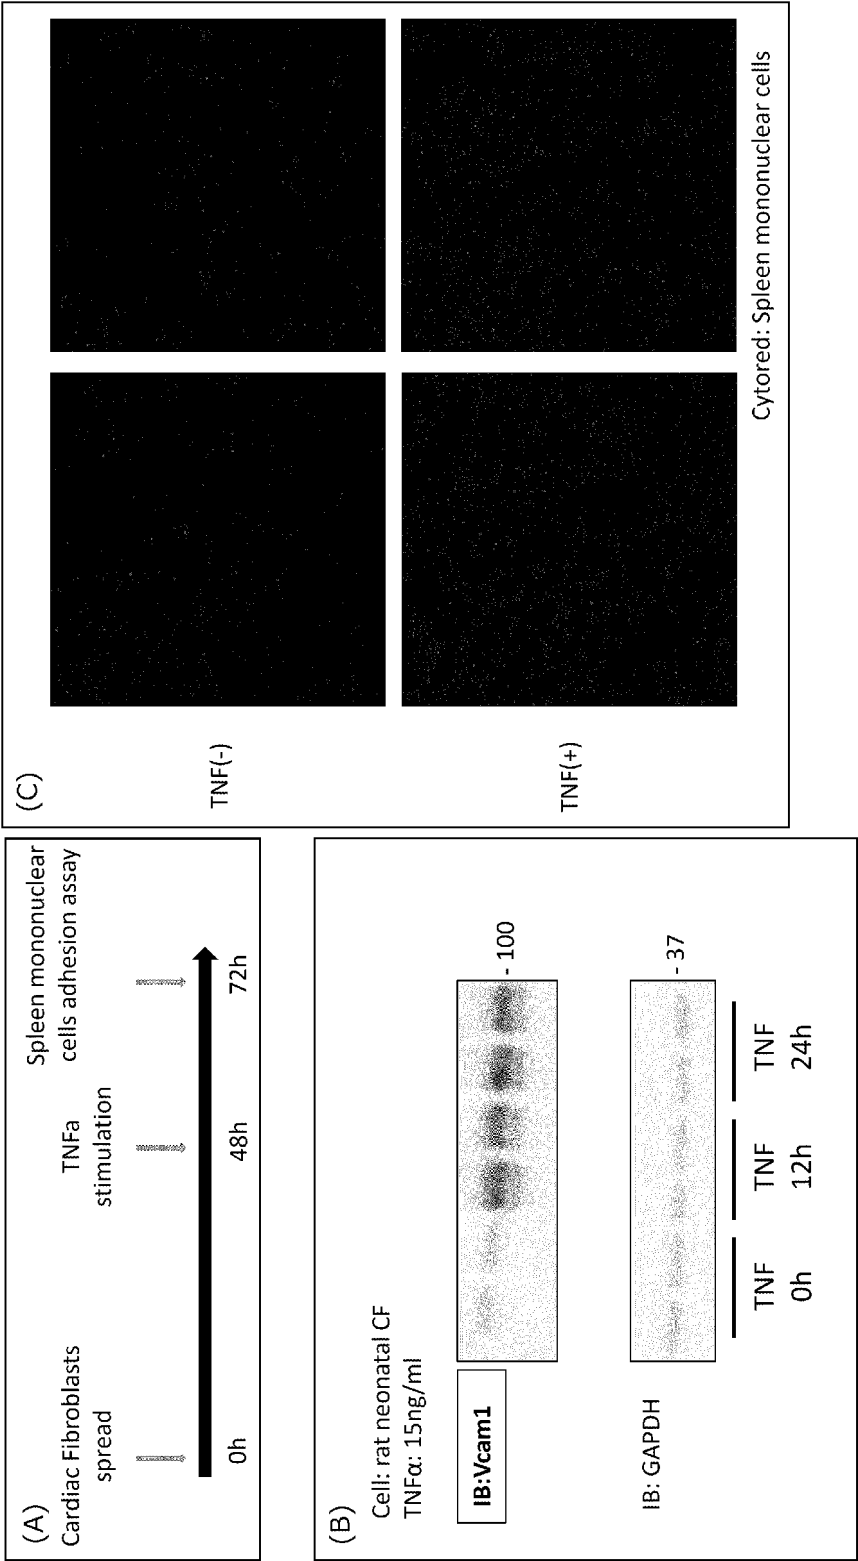 (A)
Cardiac Fibroblasts
spread
TNFa
stimulation
Spleen mononuclear
cells adhesion assay
0h
48h
72h
(B)
Cell: rat neonatal CF
TNFα: 15ng/ml
IB:Vcam1
- 100
IB: GAPDH
- 37
TNF
0h
TNF
12h
TNF
24h
(C)
TNF(-)
TNF(+)
Cytored: Spleen mononuclear cells